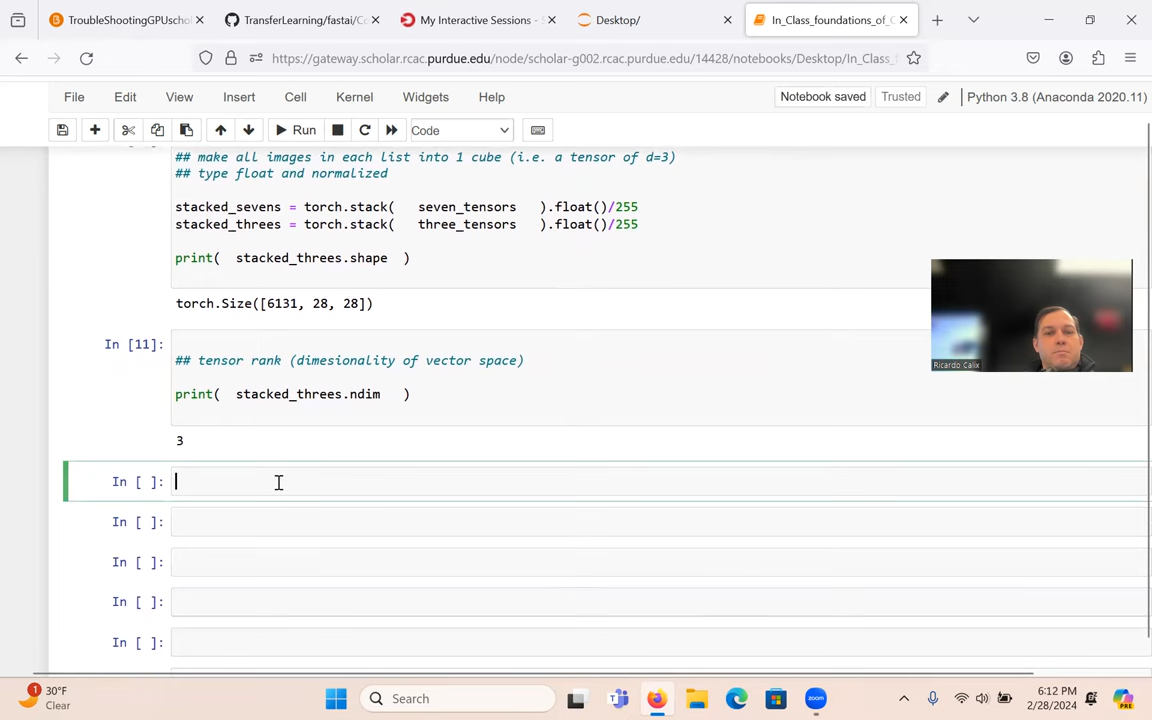 TroubleShootingGPUschol
TransferLearning/fastai/Co
My Interactive Sessions -
Desktop/
In_Class_foundations_of_
https://gateway.scholar.rcac.purdue.edu/node/scholar-g002.rcac.purdue.edu/14428/notebooks/Desktop/In_Class_
File Edit View Insert Cell Kernel Widgets Help
Notebook saved Trusted Python 3.8 (Anaconda 2020.11)
Run Code
## make all images in each list into 1 cube (i.e. a tensor of d=3)
## type float and normalized
stacked_sevens = torch.stack( seven_tensors ).float()/255
stacked_threes = torch.stack( three_tensors ).float()/255
print( stacked_threes.shape )
torch.Size([6131, 28, 28])
In [11]:
## tensor rank (dimesionality of vector space)
print( stacked_threes.ndim )
3
In [ ]:
In [ ]:
In [ ]:
In [ ]:
In [ ]:
Ricardo Calix
1
30°F
Clear
Search
zoom
6:12 PM
2/28/2024
PRE